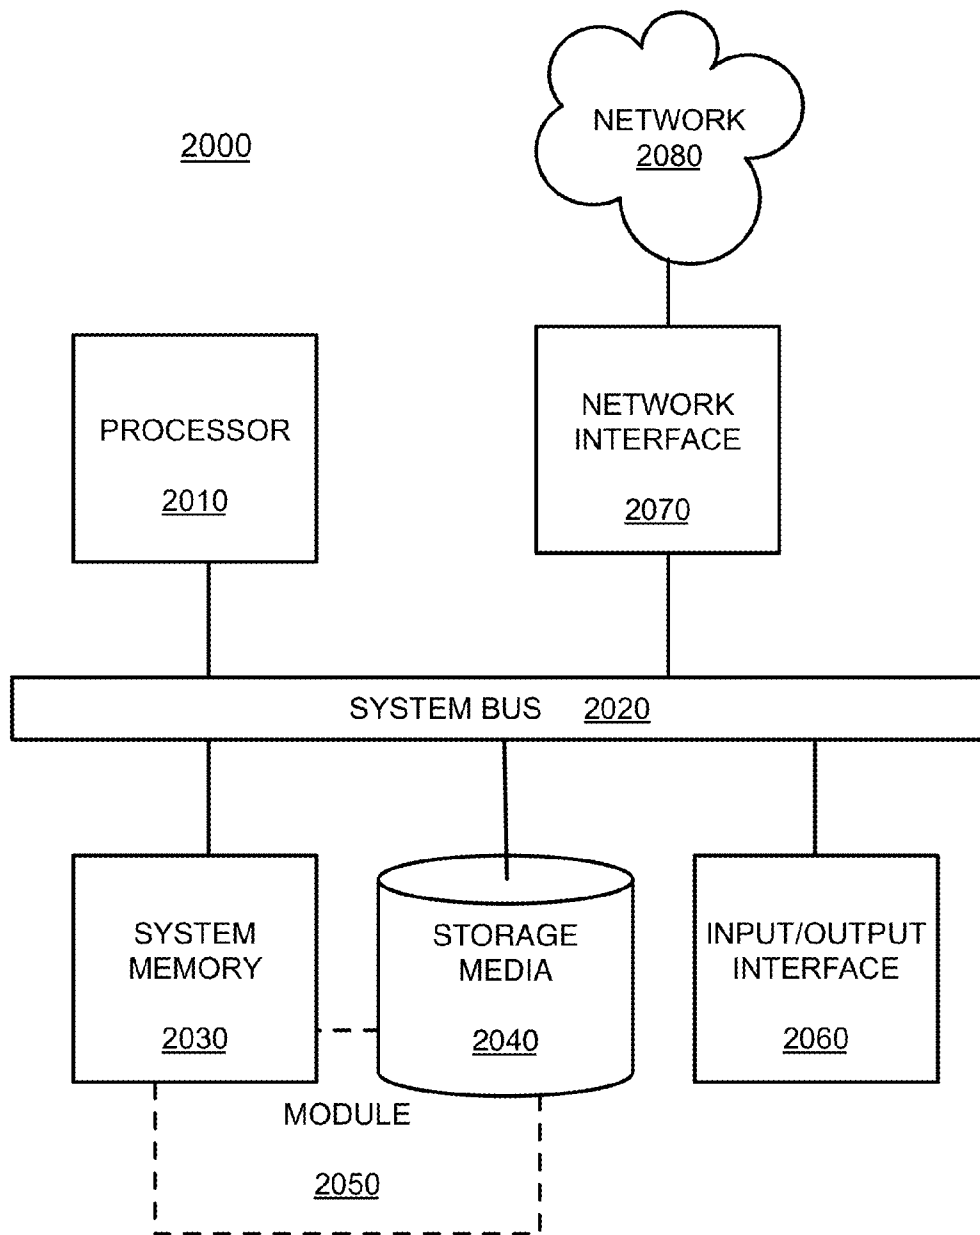 2000
NETWORK
2080
PROCESSOR
2010
NETWORK
INTERFACE
2070
SYSTEM BUS 2020
SYSTEM
MEMORY
2030
STORAGE
MEDIA
2040
INPUT/OUTPUT
INTERFACE
2060
MODULE
2050